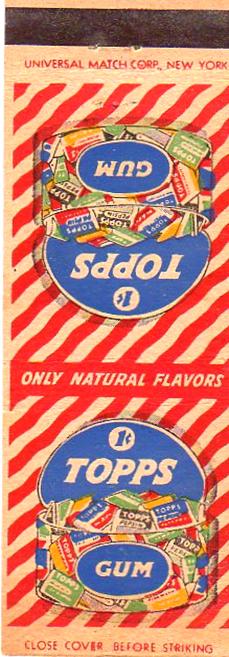 UNIVERSAL MATCH CORP., NEW YORK
GUM
TOPPS
1¢
ONLY NATURAL FLAVORS
1¢
TOPPS
GUM
CLOSE COVER BEFORE STRIKING